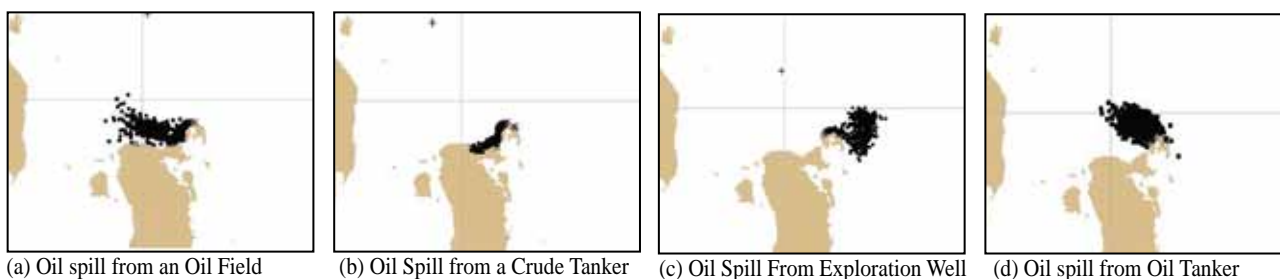 (a) Oil spill from an Oil Field
(b) Oil Spill from a Crude Tanker
(c) Oil Spill From Exploration Well
(d) Oil spill from Oil Tanker